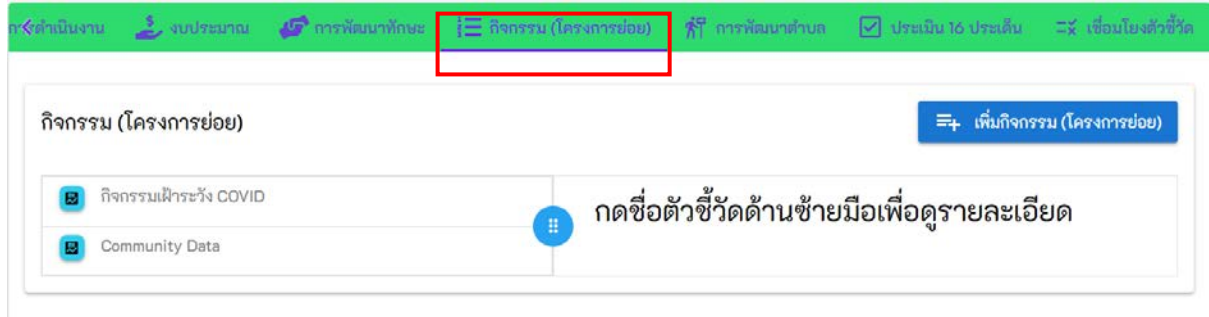 ดำเนินงาน งบประมาณ การพัฒนาทักษะ กิจกรรม (โครงการย่อย) การพัฒนาตำบล ประเมิน 16 ประเด็น เชื่อมโยงตัวชี้วัด
กิจกรรม (โครงการย่อย)
เพิ่มกิจกรรม (โครงการย่อย)
กิจกรรมเฝ้าระวัง COVID
Community Data
กดชื่อตัวชี้วัดด้านซ้ายมือเพื่อดูรายละเอียด